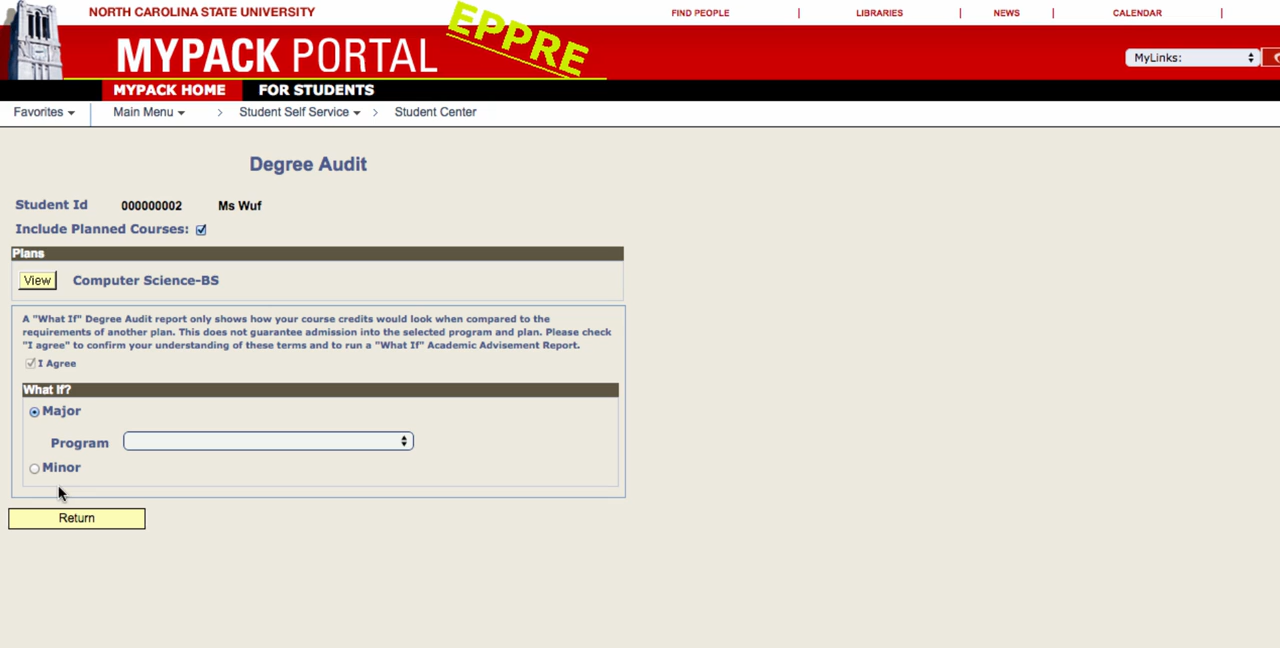 NORTH CAROLINA STATE UNIVERSITY
FIND PEOPLE | LIBRARIES | NEWS | CALENDAR |
EPPRE
MYPACK PORTAL
MyLinks:
MYPACK HOME FOR STUDENTS
Favorites Main Menu > Student Self Service > Student Center
Degree Audit
Student Id 000000002 Ms Wuf
Include Planned Courses:
Plans
View Computer Science-BS
A "What If" Degree Audit report only shows how your course credits would look when compared to the
requirements of another plan. This does not guarantee admission into the selected program and plan. Please check
"I agree" to confirm your understanding of these terms and to run a "What If" Academic Advisement Report.
I Agree
What If?
Major
Program
Minor
Return